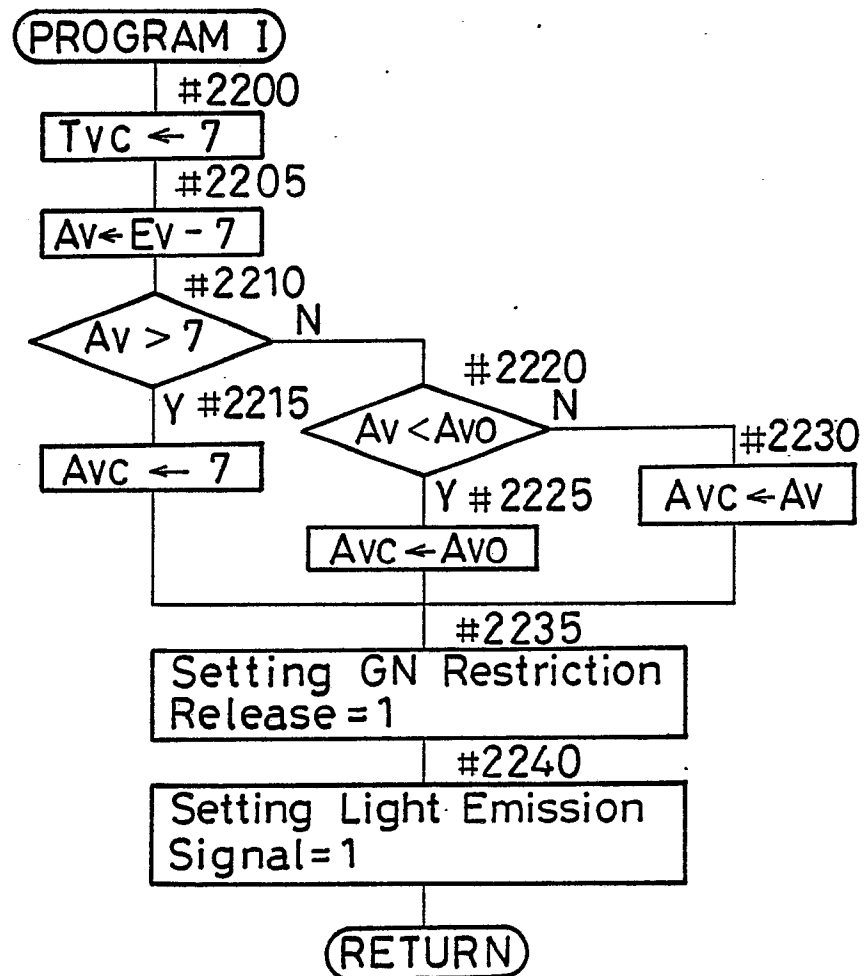 PROGRAM I
#2200
Tvc ← 7
#2205
Av←Ev - 7
#2210
Av > 7
N
Y #2215
Avc ← 7
#2220
Av<Avo
N
Y #2225
Avc←Avo
#2230
Avc←Av
#2235
Setting GN Restriction
Release=1
#2240
Setting Light Emission
Signal=1
RETURN